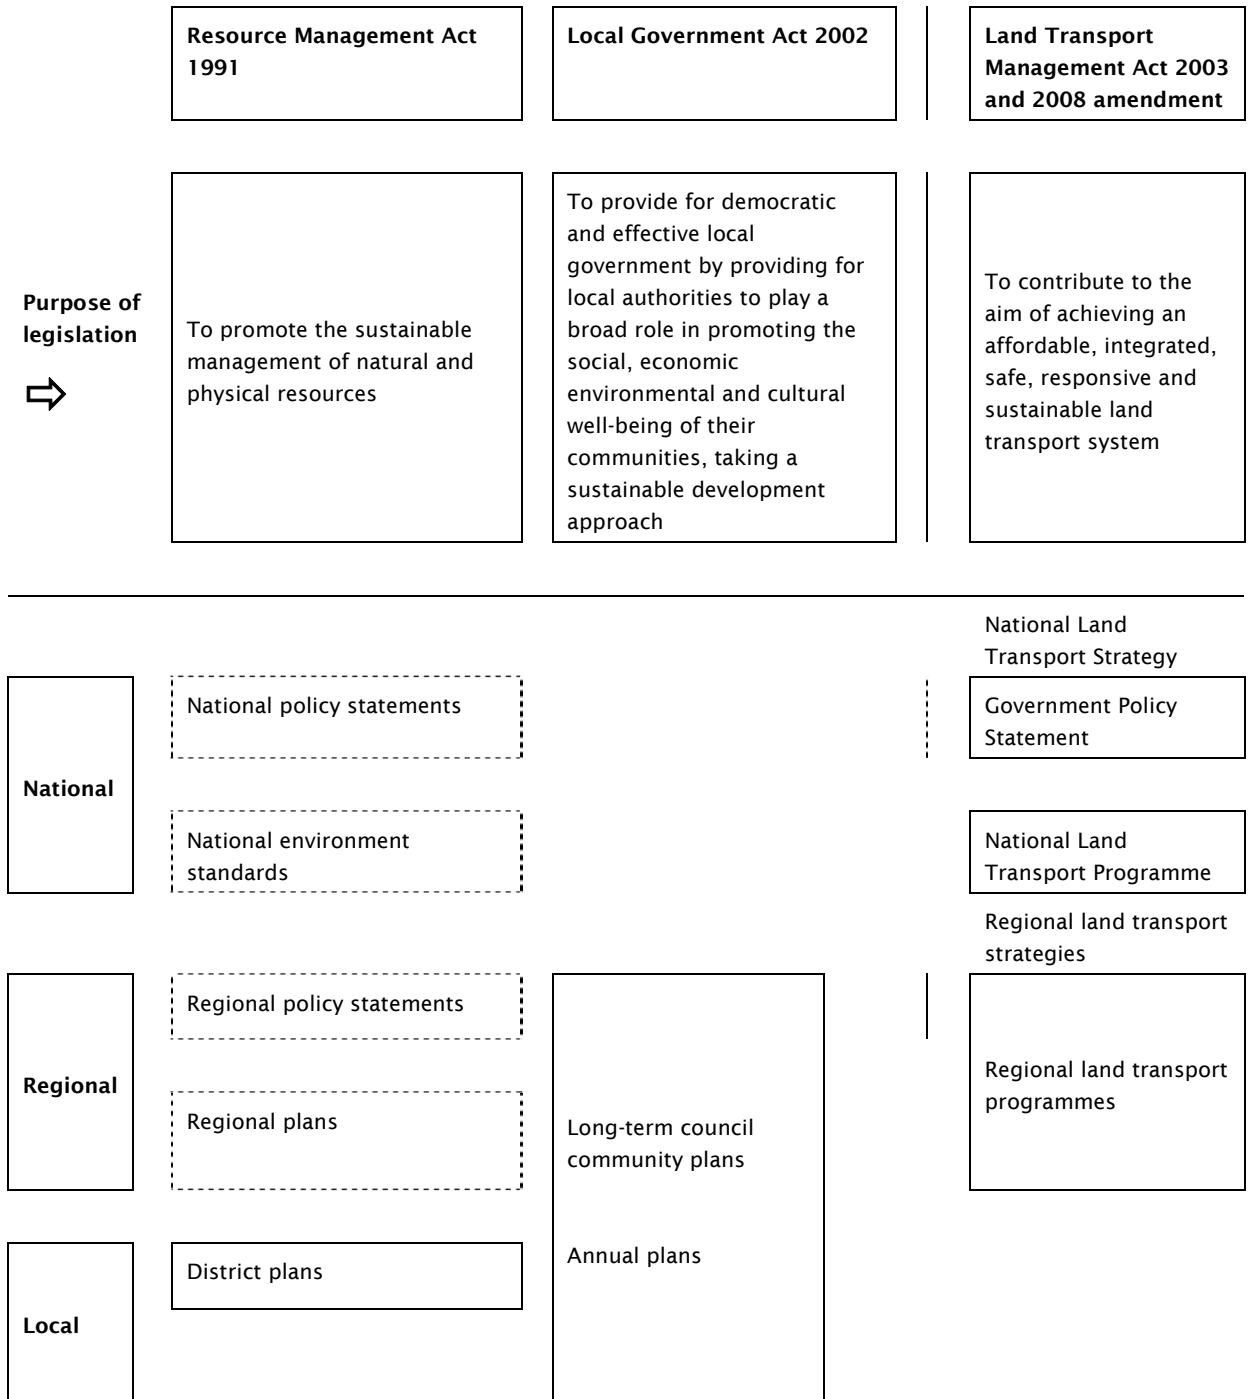 Resource Management Act
1991
Local Government Act 2002
Land Transport
Management Act 2003
and 2008 amendment
Purpose of
legislation
To promote the sustainable
management of natural and
physical resources
To provide for democratic
and effective local
government by providing for
local authorities to play a
broad role in promoting the
social, economic
environmental and cultural
well-being of their
communities, taking a
sustainable development
approach
To contribute to the
aim of achieving an
affordable, integrated,
safe, responsive and
sustainable land
transport system
National
National policy statements
National environment
standards
National Land
Transport Strategy
Government Policy
Statement
National Land
Transport Programme
Regional
Regional policy statements
Regional plans
Long-term council
community plans
Annual plans
Regional land transport
strategies
Regional land transport
programmes
Local
District plans